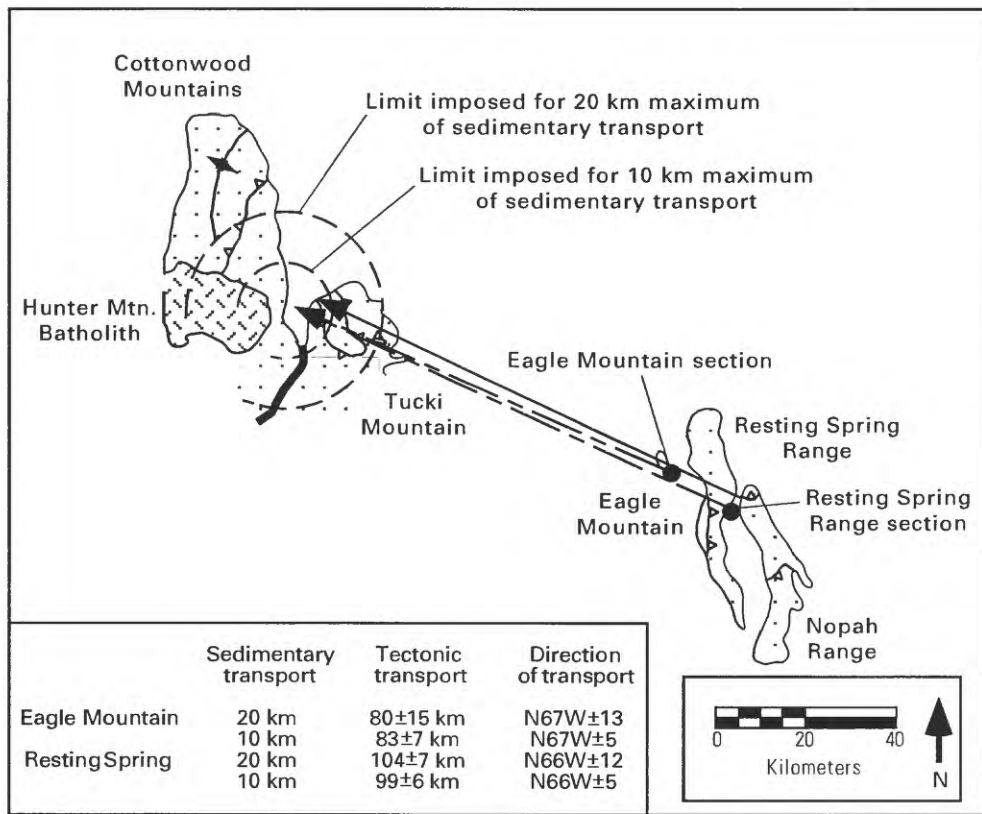 Cottonwood
Mountains
Limit imposed for 20 km maximum
of sedimentary transport
Limit imposed for 10 km maximum
of sedimentary transport
Hunter Mtn.
Batholith
Eagle Mountain section
Tucki
Mountain
Resting Spring
Range
Eagle
Mountain
Resting Spring
Range section
Nopah
Range
Sedimentary Tectonic Direction
transport transport of transport
Eagle Mountain 20 km 80±15 km N67W±13
10 km 83±7 km N67W±5
Resting Spring 20 km 104±7 km N66W±12
10 km 99±6 km N66W±5
0 20 40
Kilometers
N